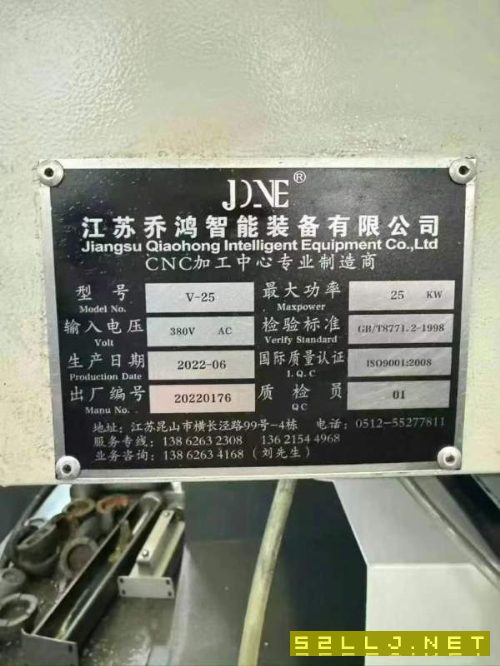 JONE®
江苏乔鸿智能装备有限公司
Jiangsu Qiaohong Intelligent Equipment Co.,Ltd
CNC加工中心专业制造商
型号 V-25 最大功率 25 KW
Model No. Maxpower
输入电压 380V AC 检验标准 GB/T8771.2-1998
Volt Verify Standard
生产日期 2022-06 国际质量认证 ISO9001:2008
Production Date I.Q.C
出厂编号 20220176 质检员 01
Manu No. QC
地址：江苏昆山市横长泾路99号-4栋 电话：0512-55277811
服务专线：138 6263 2308 136 2154 4968
业务咨询：138 6263 4168（刘先生）
52LLJ.NET